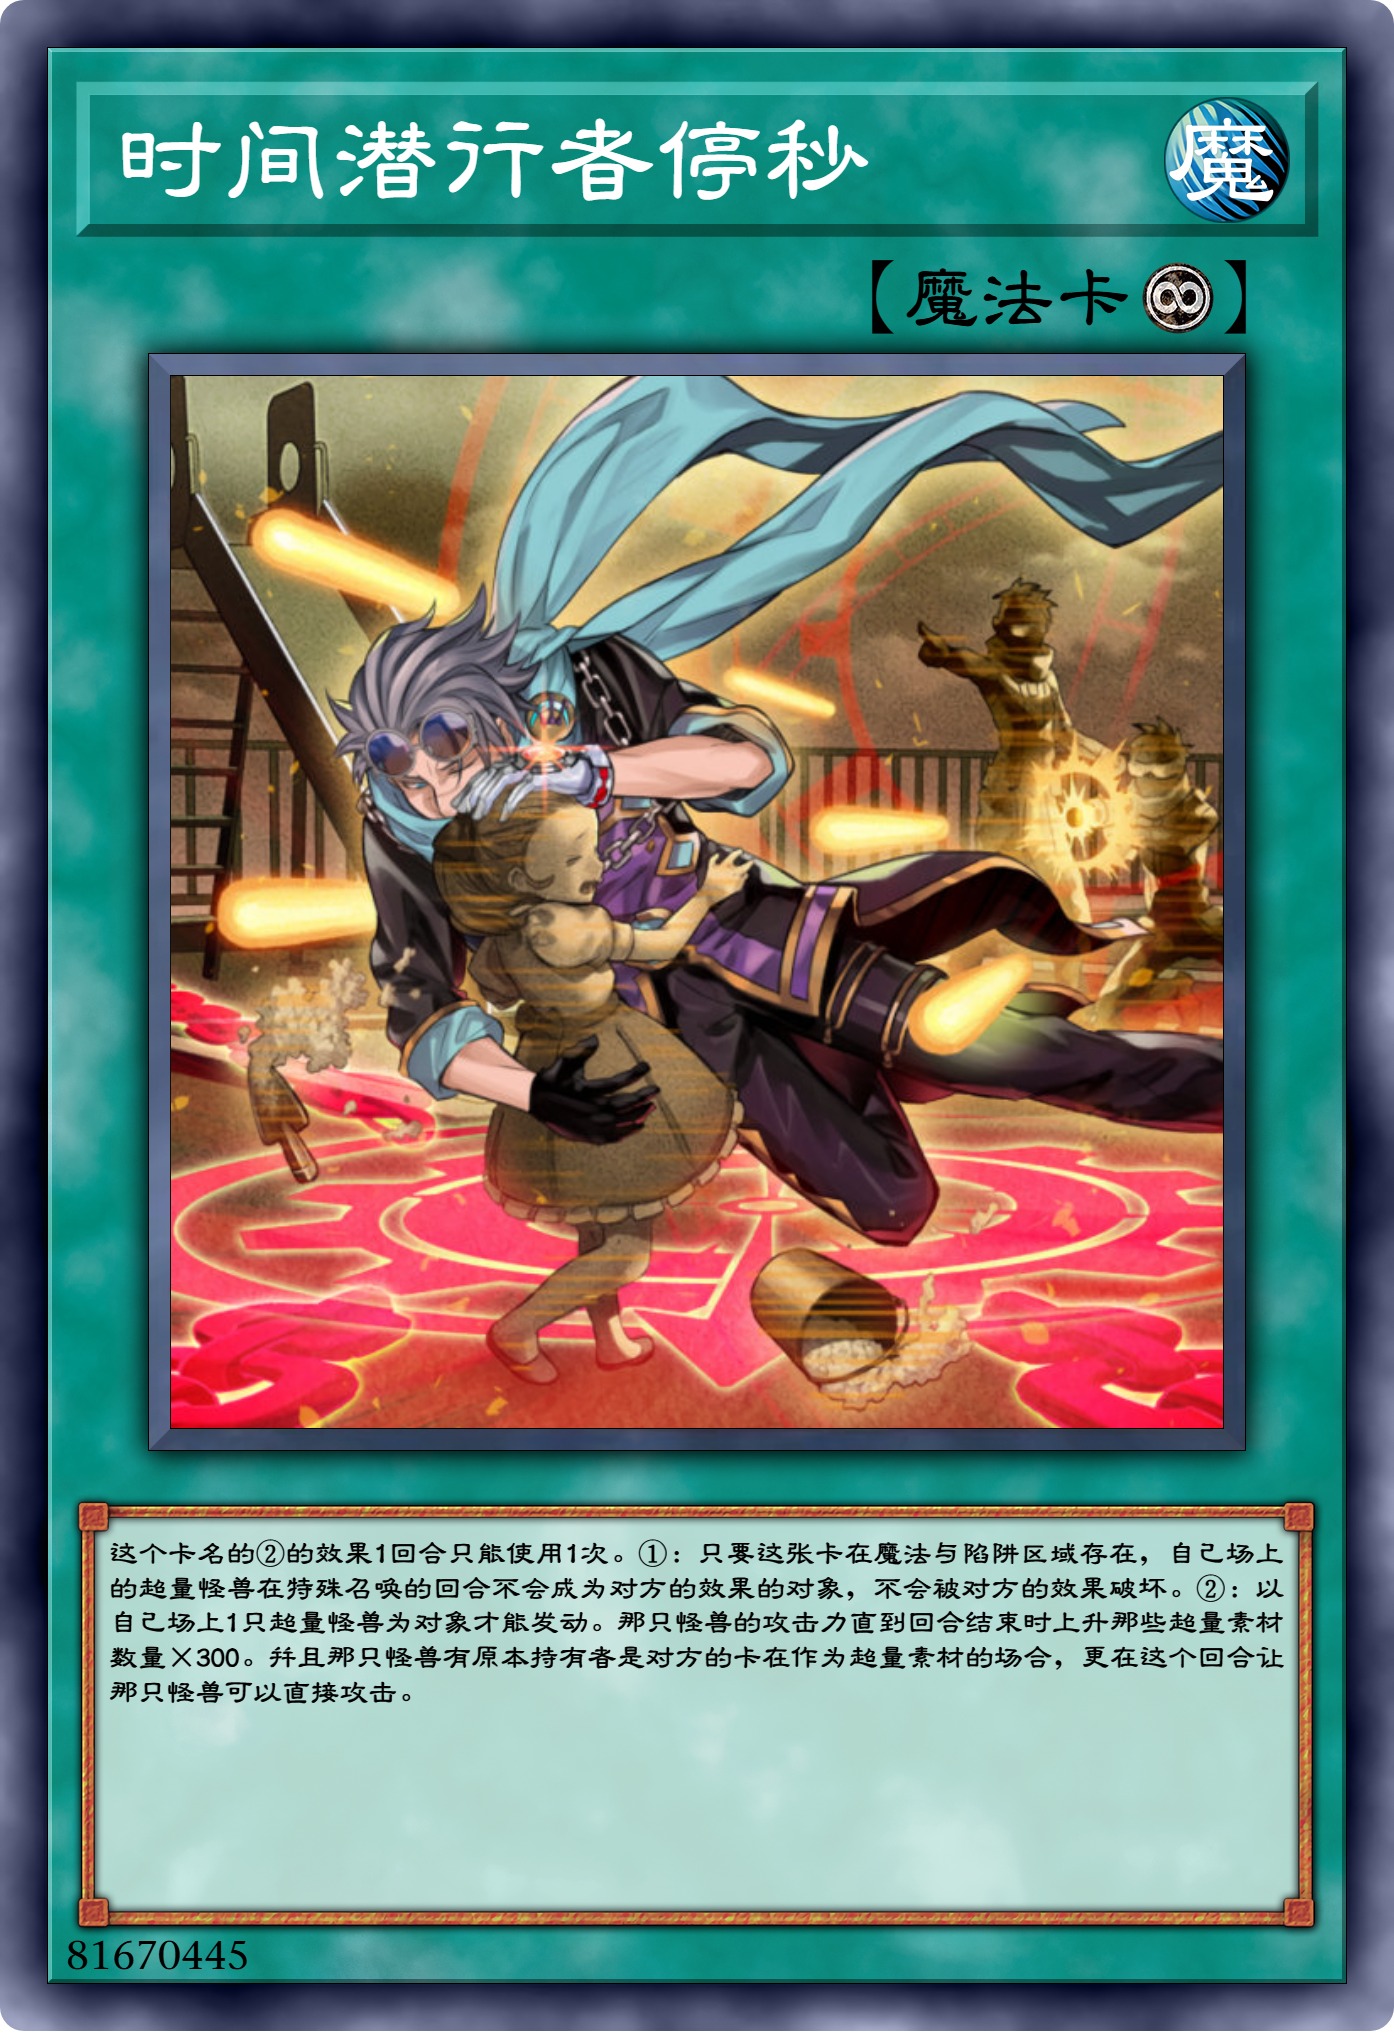 时间潜行者停秒
魔
【魔法卡】
这个卡名的②的效果1回合只能使用1次。①：只要这张卡在魔法与陷阱区域存在，自己场上
的超量怪兽在特殊召唤的回合不会成为对方的效果的对象，不会被对方的效果破坏。②：以
自己场上1只超量怪兽为对象才能发动。那只怪兽的攻击力直到回合结束时上升那些超量素材
数量×300。并且那只怪兽有原本持有者是对方的卡在作为超量素材的场合，更在这个回合让
那只怪兽可以直接攻击。
81670445